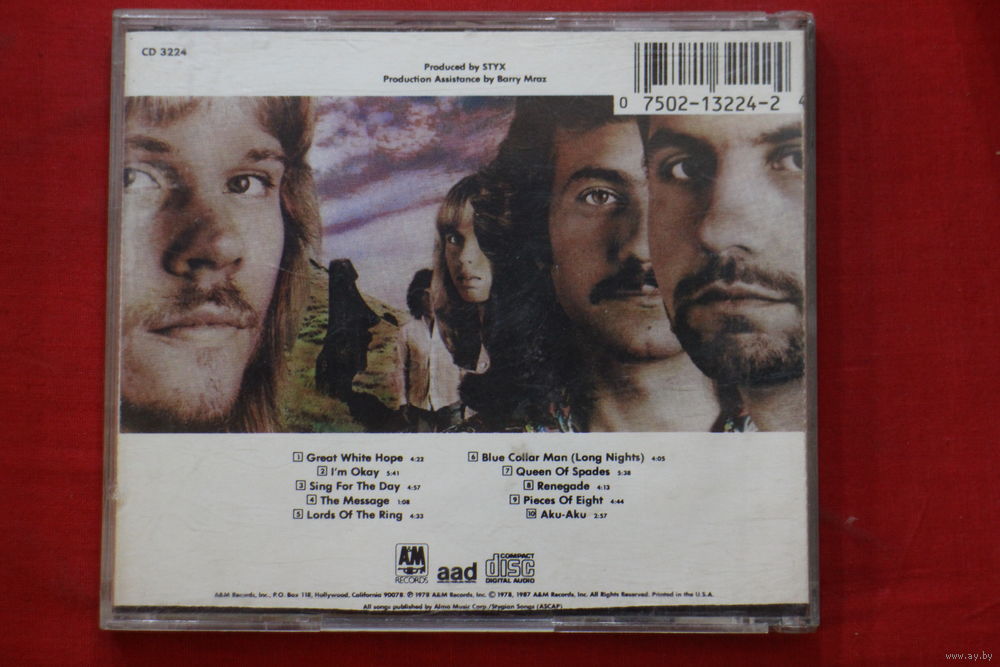 CD 3224
Produced by STYX
Production Assistance by Barry Mraz
0 7502-13224-2 4
1 Great White Hope 4:22
2 I'm Okay 5:41
3 Sing For The Day 4:57
4 The Message 1:08
5 Lords Of The Ring 4:33
6 Blue Collar Man (Long Nights) 4:05
7 Queen Of Spades 5:38
8 Renegade 4:13
9 Pieces Of Eight 4:44
10 Aku-Aku 2:57
A&M RECORDS
aad
COMPACT disc DIGITAL AUDIO
A&M Records, Inc., P.O. Box 118, Hollywood, California 90078. ℗ 1978 A&M Records, Inc. © 1978, 1987 A&M Records, Inc. All Rights Reserved. Printed in the U.S.A.
All songs published by Almo Music Corp./Stygian Songs (ASCAP)
www.ay.by